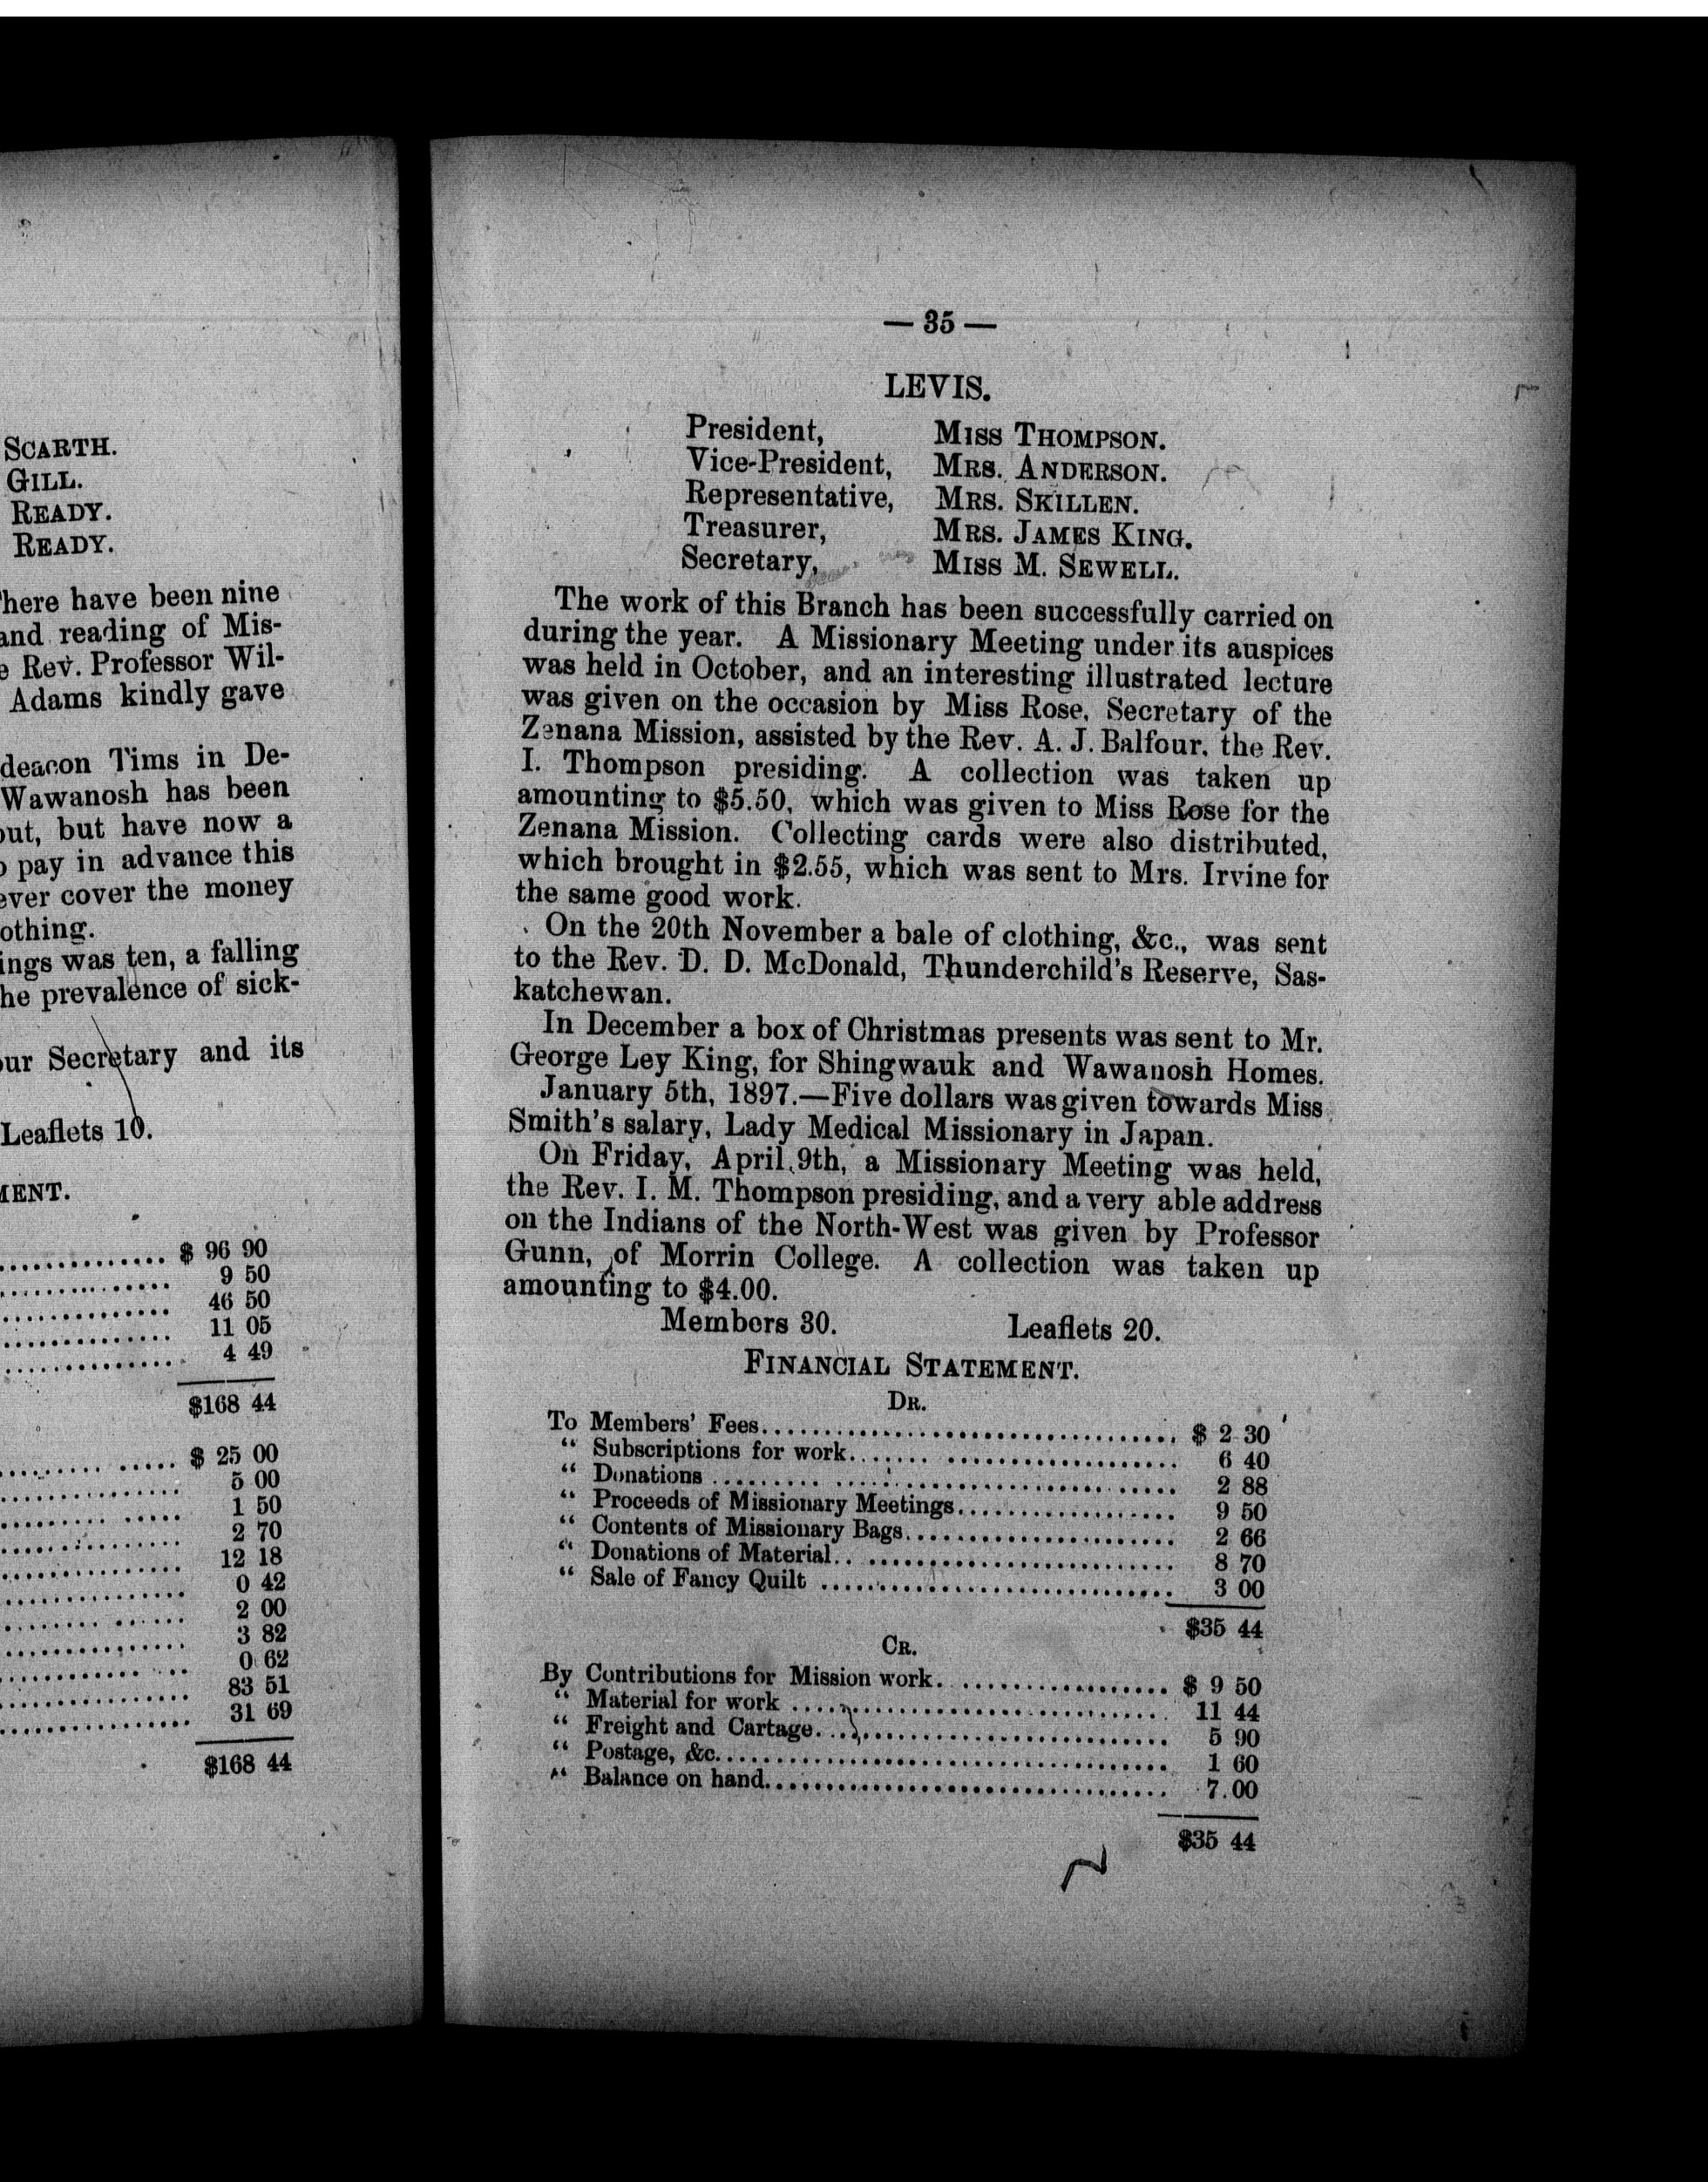 SCARTH.
GILL.
READY.
READY.
here have been nine
and reading of Mis-
Rev. Professor Wil-
Adams kindly gave
deacon Tims in De-
Wawanosh has been
out, but have now a
pay in advance this
ever cover the money
othing.
ings was ten, a falling
he prevalence of sick-
our Secretary and its
Leaflets 10.
MENT.
$ 96 90
9 50
46 50
11 05
4 49
$168 44
$ 25 00
5 00
1 50
2 70
12 18
0 42
2 00
3 82
0 62
83 51
31 69
$168 44
— 35 —
LEVIS.
President, MISS THOMPSON.
Vice-President, MRS. ANDERSON.
Representative, MRS. SKILLEN.
Treasurer, MRS. JAMES KING.
Secretary, MISS M. SEWELL.
The work of this Branch has been successfully carried on
during the year. A Missionary Meeting under its auspices
was held in October, and an interesting illustrated lecture
was given on the occasion by Miss Rose, Secretary of the
Zenana Mission, assisted by the Rev. A. J. Balfour, the Rev.
I. Thompson presiding. A collection was taken up
amounting to $5.50, which was given to Miss Rose for the
Zenana Mission. Collecting cards were also distributed,
which brought in $2.55, which was sent to Mrs. Irvine for
the same good work.
On the 20th November a bale of clothing, &c., was sent
to the Rev. D. D. McDonald, Thunderchild's Reserve, Sas-
katchewan.
In December a box of Christmas presents was sent to Mr.
George Ley King, for Shingwauk and Wawanosh Homes.
January 5th, 1897.—Five dollars was given towards Miss
Smith's salary, Lady Medical Missionary in Japan.
On Friday, April 9th, a Missionary Meeting was held,
the Rev. I. M. Thompson presiding, and a very able address
on the Indians of the North-West was given by Professor
Gunn, of Morrin College. A collection was taken up
amounting to $4.00.
Members 30. Leaflets 20.
FINANCIAL STATEMENT.
DR.
To Members' Fees........ $ 2 30
" Subscriptions for work........ 6 40
" Donations ........ 2 88
" Proceeds of Missionary Meetings........ 9 50
" Contents of Missionary Bags........ 2 66
" Donations of Material........ 8 70
" Sale of Fancy Quilt ........ 3 00
$35 44
CR.
By Contributions for Mission work........ $ 9 50
" Material for work ........ 11 44
" Freight and Cartage........ 5 90
" Postage, &c........ 1 60
" Balance on hand........ 7.00
$35 44